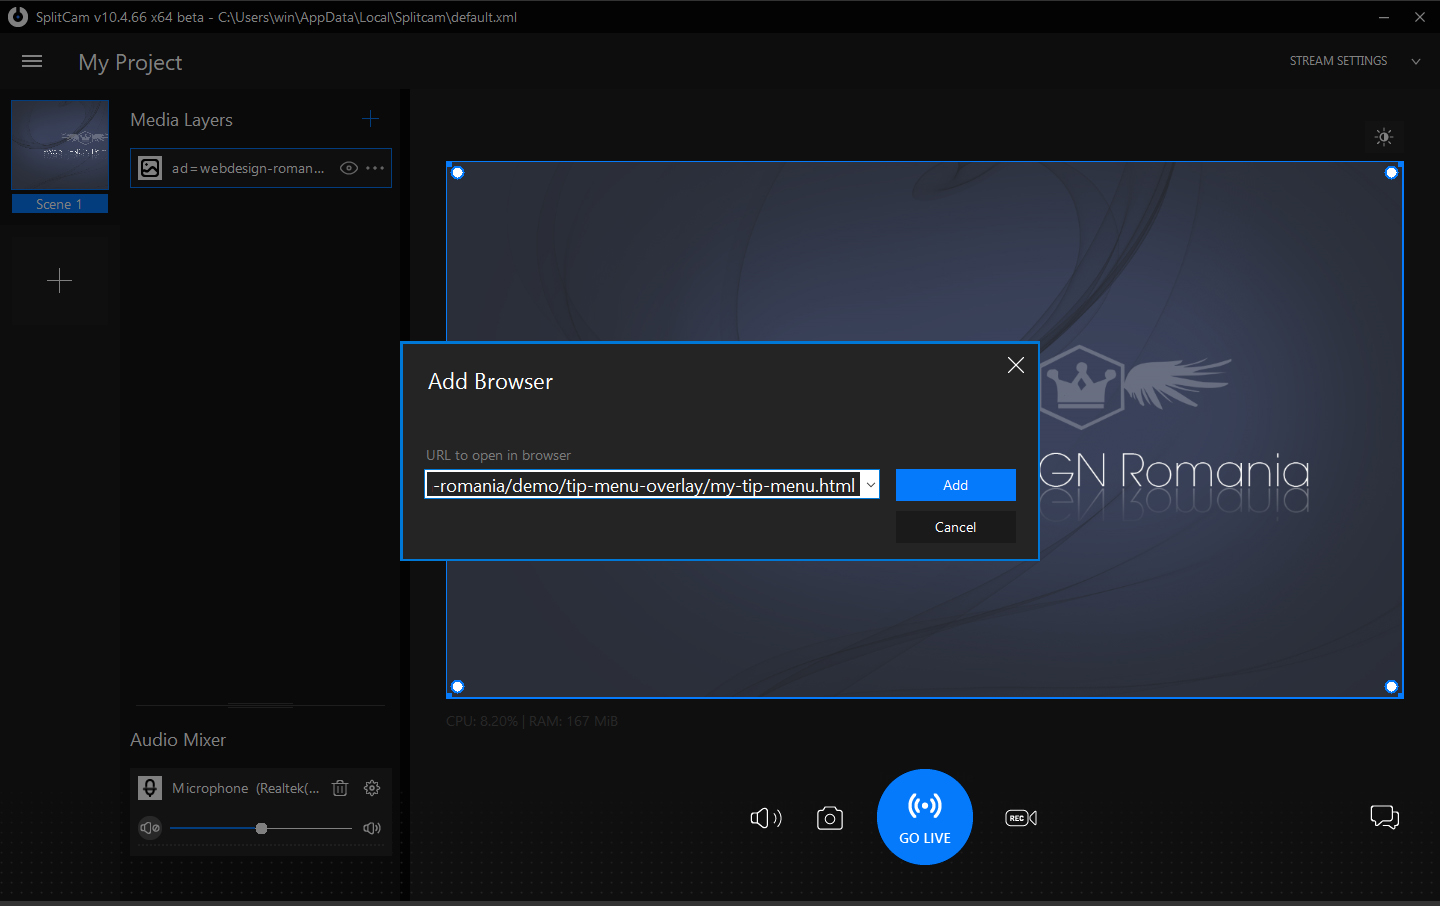 SplitCam v10.4.66 x64 beta - C:\Users\win\AppData\Local\Splitcam\default.xml
My Project
STREAM SETTINGS
Media Layers
ad=webdesign-roman...
Scene 1
Add Browser
URL to open in browser
-romania/demo/tip-menu-overlay/my-tip-menu.html
Add
Cancel
GN Romania
CPU: 8.20% | RAM: 167 MiB
Audio Mixer
Microphone (Realtek(...
REC
GO LIVE